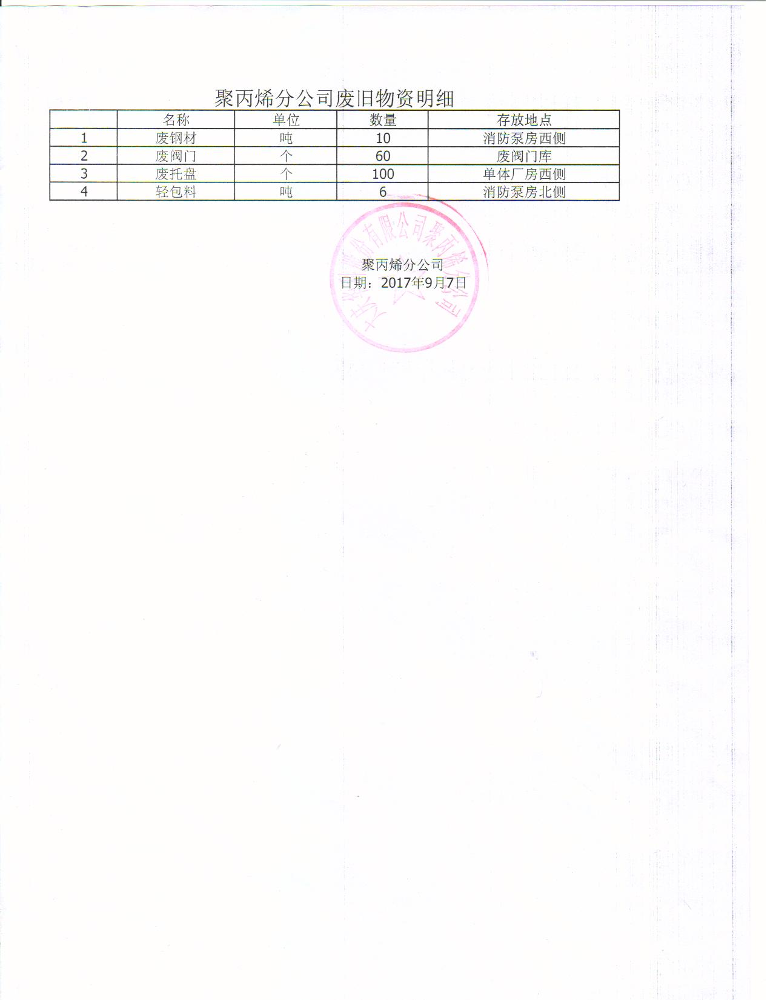 聚丙烯分公司废旧物资明细
名称 单位 数量 存放地点
1 废钢材 吨 10 消防泵房西侧
2 废阀门 个 60 废阀门库
3 废托盘 个 100 单体厂房西侧
4 轻包料 吨 6 消防泵房北侧
有限公司聚丙烯分公司
聚丙烯分公司
日期：2017年9月7日